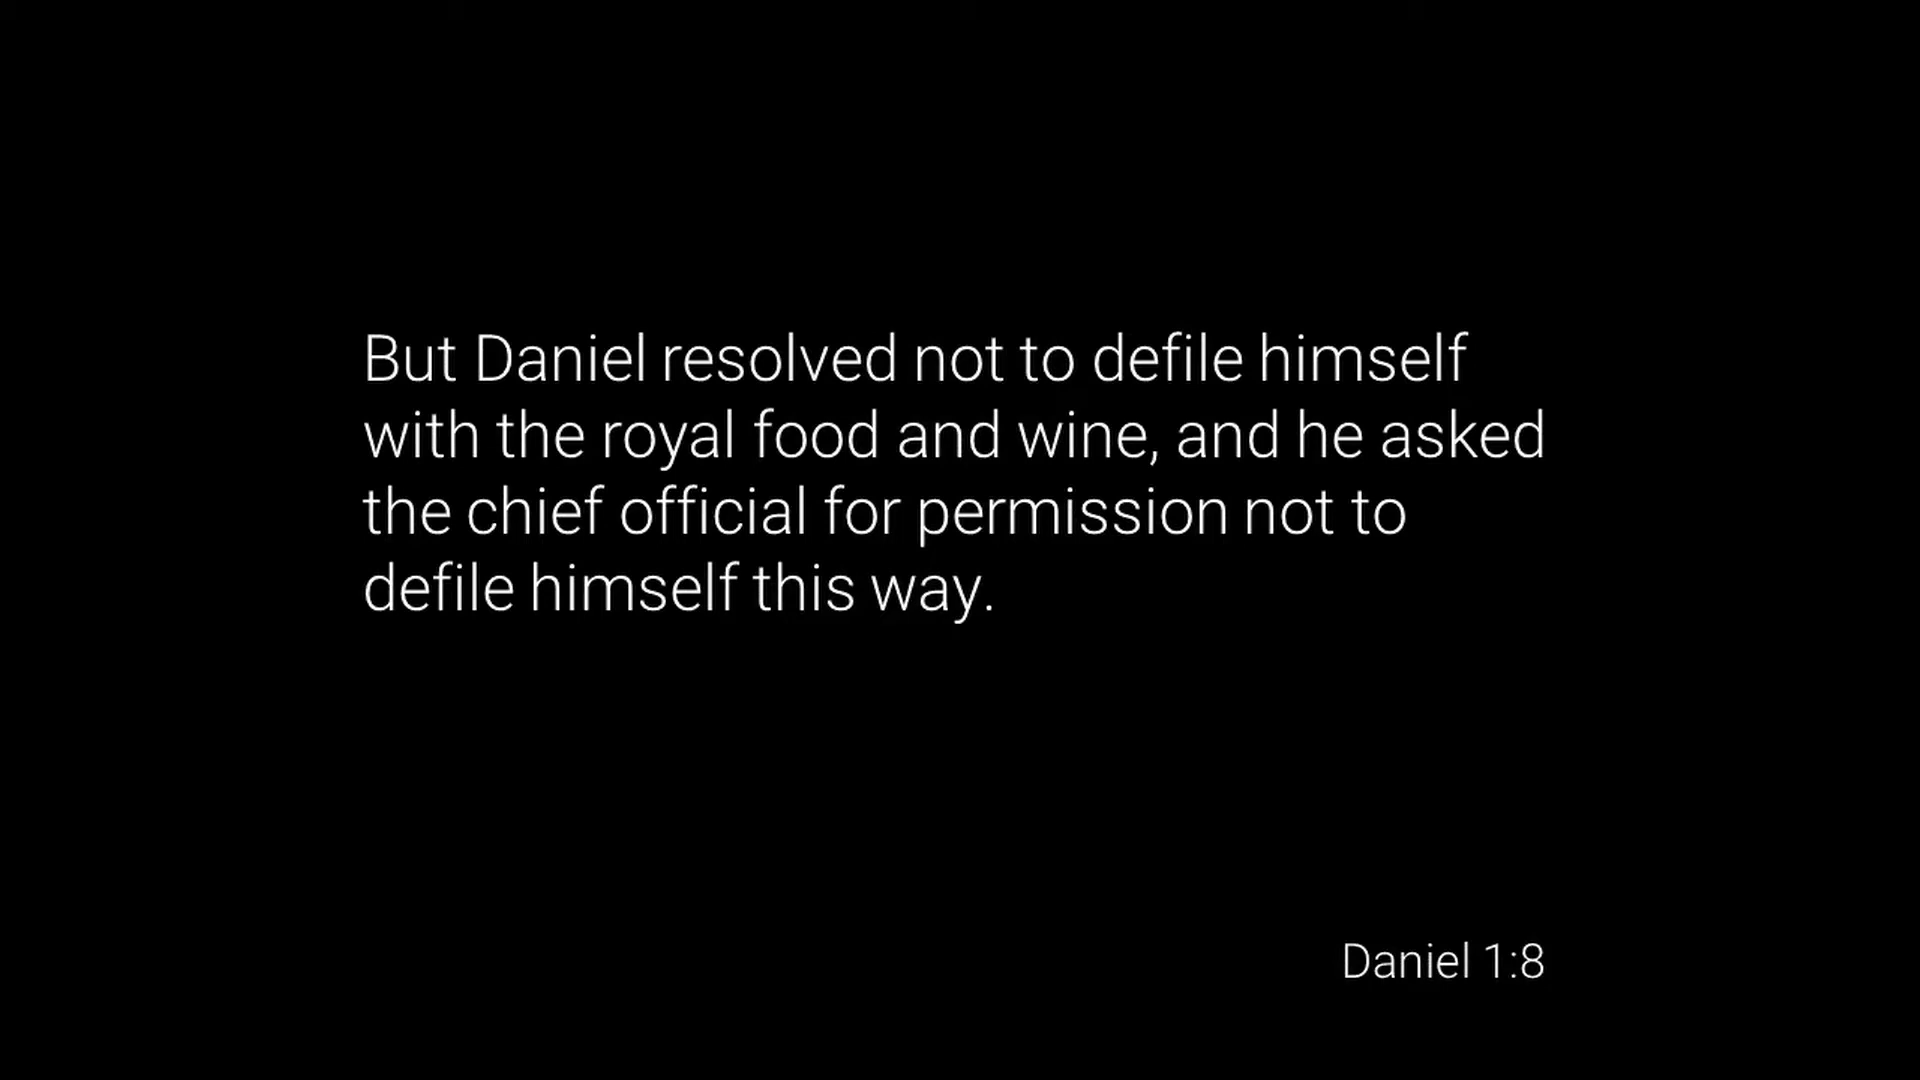 But Daniel resolved not to defile himself
with the royal food and wine, and he asked
the chief official for permission not to
defile himself this way.
Daniel 1:8